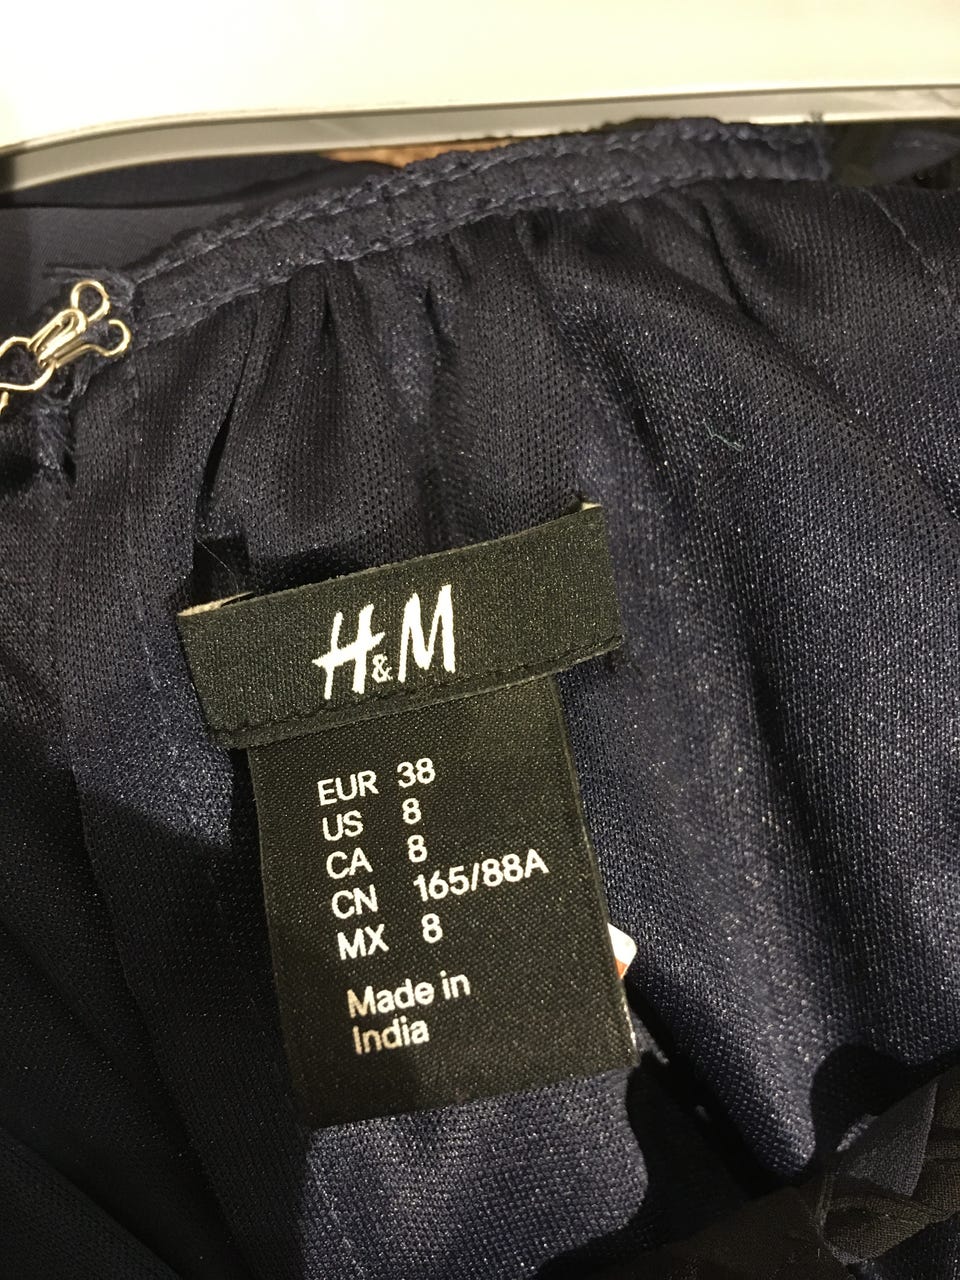 H&M
EUR 38
US 8
CA 8
CN 165/88A
MX 8
Made in
India